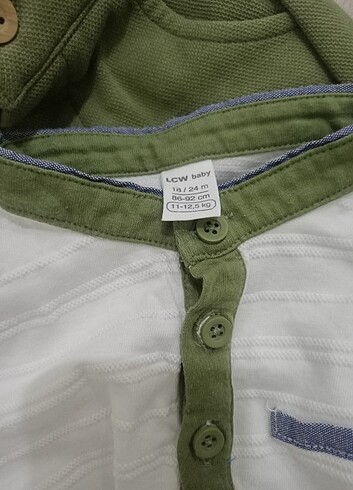 LCW baby
18 / 24 m
86-92 cm
11-12,5 kg